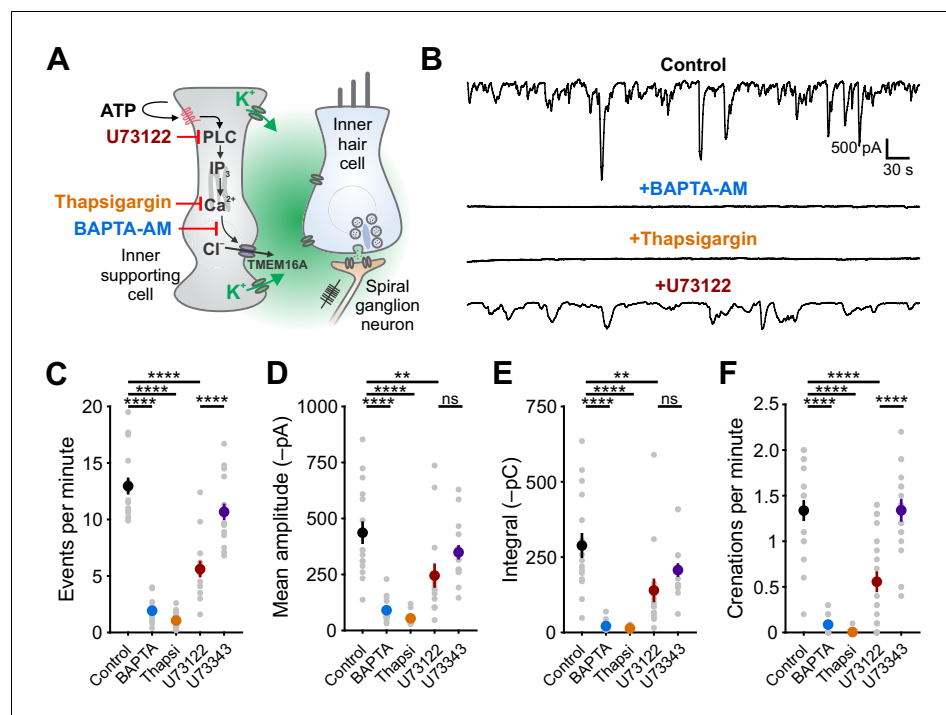 A
ATP
U73122
PLC
IP3
Thapsigargin
Ca2+
BAPTA-AM
Cl−
TMEM16A
Inner
supporting
cell
K+
K+
Inner
hair
cell
Spiral
ganglion
neuron
B
Control
500 pA
30 s
+BAPTA-AM
+Thapsigargin
+U73122
C
****
****
**** ****
Events per minute
20
15
10
5
0
Control BAPTA Thapsi U73122 U73343
D
**
****
**** ns
Mean amplitude (−pA)
1000
750
500
250
0
Control BAPTA Thapsi U73122 U73343
E
**
****
**** ns
Integral (−pC)
750
500
250
0
Control BAPTA Thapsi U73122 U73343
F
****
****
**** ****
Crenations per minute
2.5
2.0
1.5
1.0
0.5
0
Control BAPTA Thapsi U73122 U73343